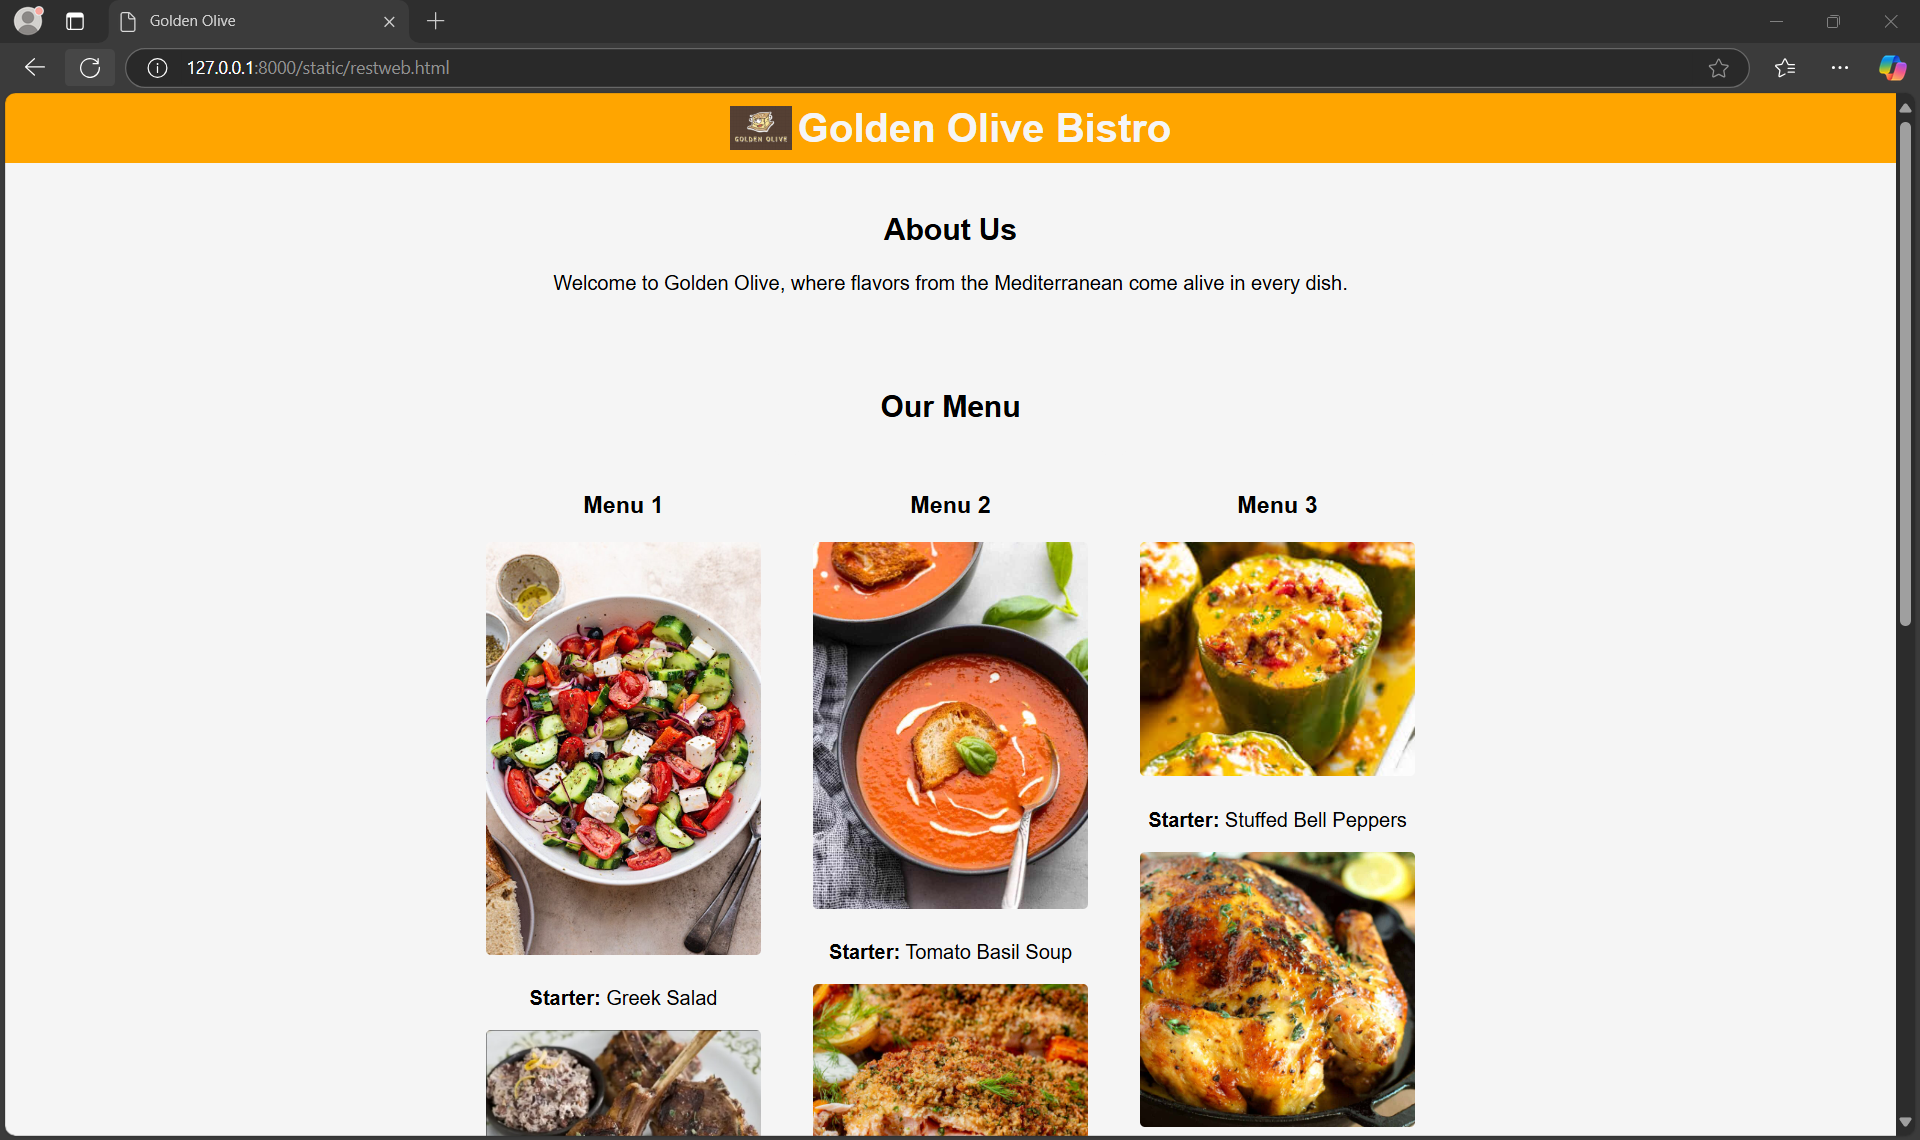 Golden Olive
127.0.0.1:8000/static/restweb.html
GOLDEN OLIVE
Golden Olive Bistro
About Us
Welcome to Golden Olive, where flavors from the Mediterranean come alive in every dish.
Our Menu
Menu 1
Menu 2
Menu 3
Starter: Stuffed Bell Peppers
Starter: Tomato Basil Soup
Starter: Greek Salad